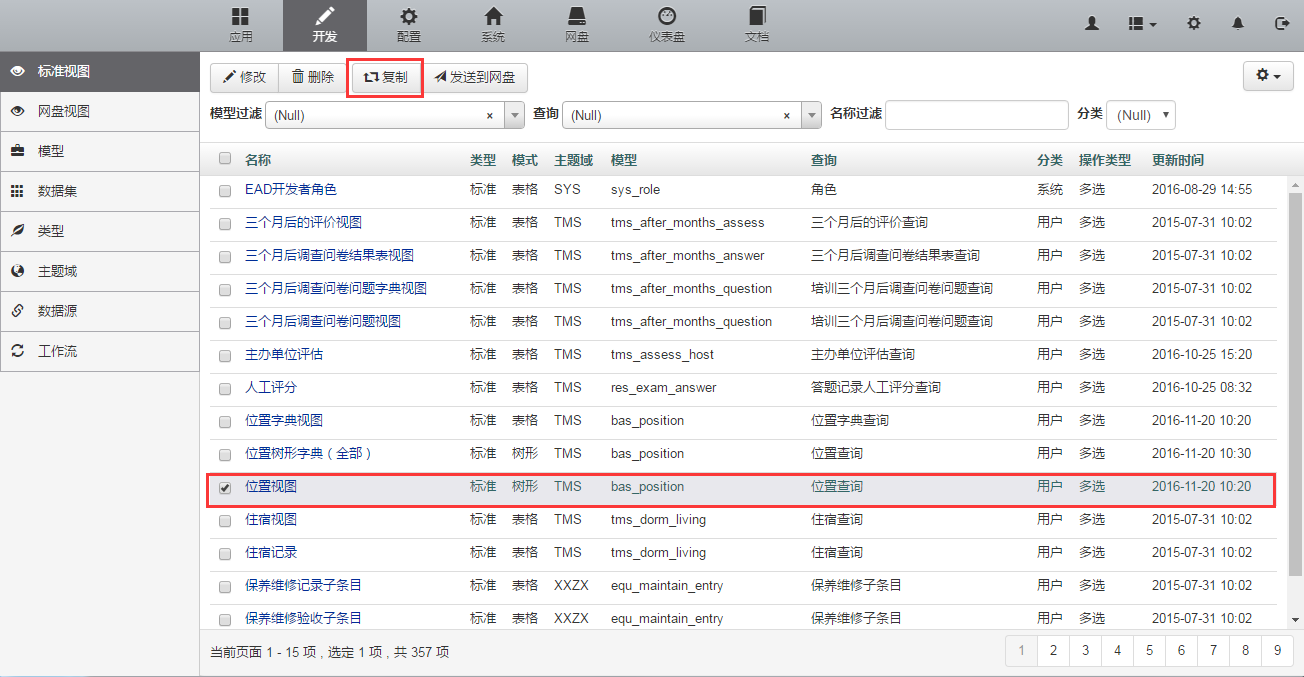 应用 开发 配置 系统 网盘 仪表盘 文档
标准视图
网盘视图
模型
数据集
类型
主题域
数据源
工作流
修改 删除 复制 发送到网盘
模型过滤 (Null) × 查询 (Null) × 名称过滤 分类 (Null)
名称 类型 模式 主题域 模型 查询 分类 操作类型 更新时间
EAD开发者角色 标准 表格 SYS sys_role 角色 系统 多选 2016-08-29 14:55
三个月后的评价视图 标准 表格 TMS tms_after_months_assess 三个月后的评价查询 用户 多选 2015-07-31 10:02
三个月后调查问卷结果表视图 标准 表格 TMS tms_after_months_answer 三个月后调查问卷结果表查询 用户 多选 2015-07-31 10:02
三个月后调查问卷问题字典视图 标准 表格 TMS tms_after_months_question 培训三个月后调查问卷问题查询 用户 多选 2015-07-31 10:02
三个月后调查问卷问题视图 标准 表格 TMS tms_after_months_question 培训三个月后调查问卷问题查询 用户 多选 2015-07-31 10:02
主办单位评估 标准 表格 TMS tms_assess_host 主办单位评估查询 用户 多选 2016-10-25 15:20
人工评分 标准 表格 TMS res_exam_answer 答题记录人工评分查询 用户 多选 2016-10-25 08:32
位置字典视图 标准 表格 TMS bas_position 位置字典查询 用户 多选 2016-11-20 10:20
位置树形字典（全部） 标准 树形 TMS bas_position 位置查询 用户 多选 2016-11-20 10:30
位置视图 标准 树形 TMS bas_position 位置查询 用户 多选 2016-11-20 10:20
住宿视图 标准 表格 TMS tms_dorm_living 住宿查询 用户 多选 2015-07-31 10:02
住宿记录 标准 表格 TMS tms_dorm_living 住宿查询 用户 多选 2015-07-31 10:02
保养维修记录子条目 标准 表格 XXZX equ_maintain_entry 保养维修子条目 用户 多选 2015-07-31 10:02
保养维修验收子条目 标准 表格 XXZX equ_maintain_entry 保养维修子条目 用户 多选 2015-07-31 10:02
当前页面 1 - 15 项 , 选定 1 项 , 共 357 项 1 2 3 4 5 6 7 8 9